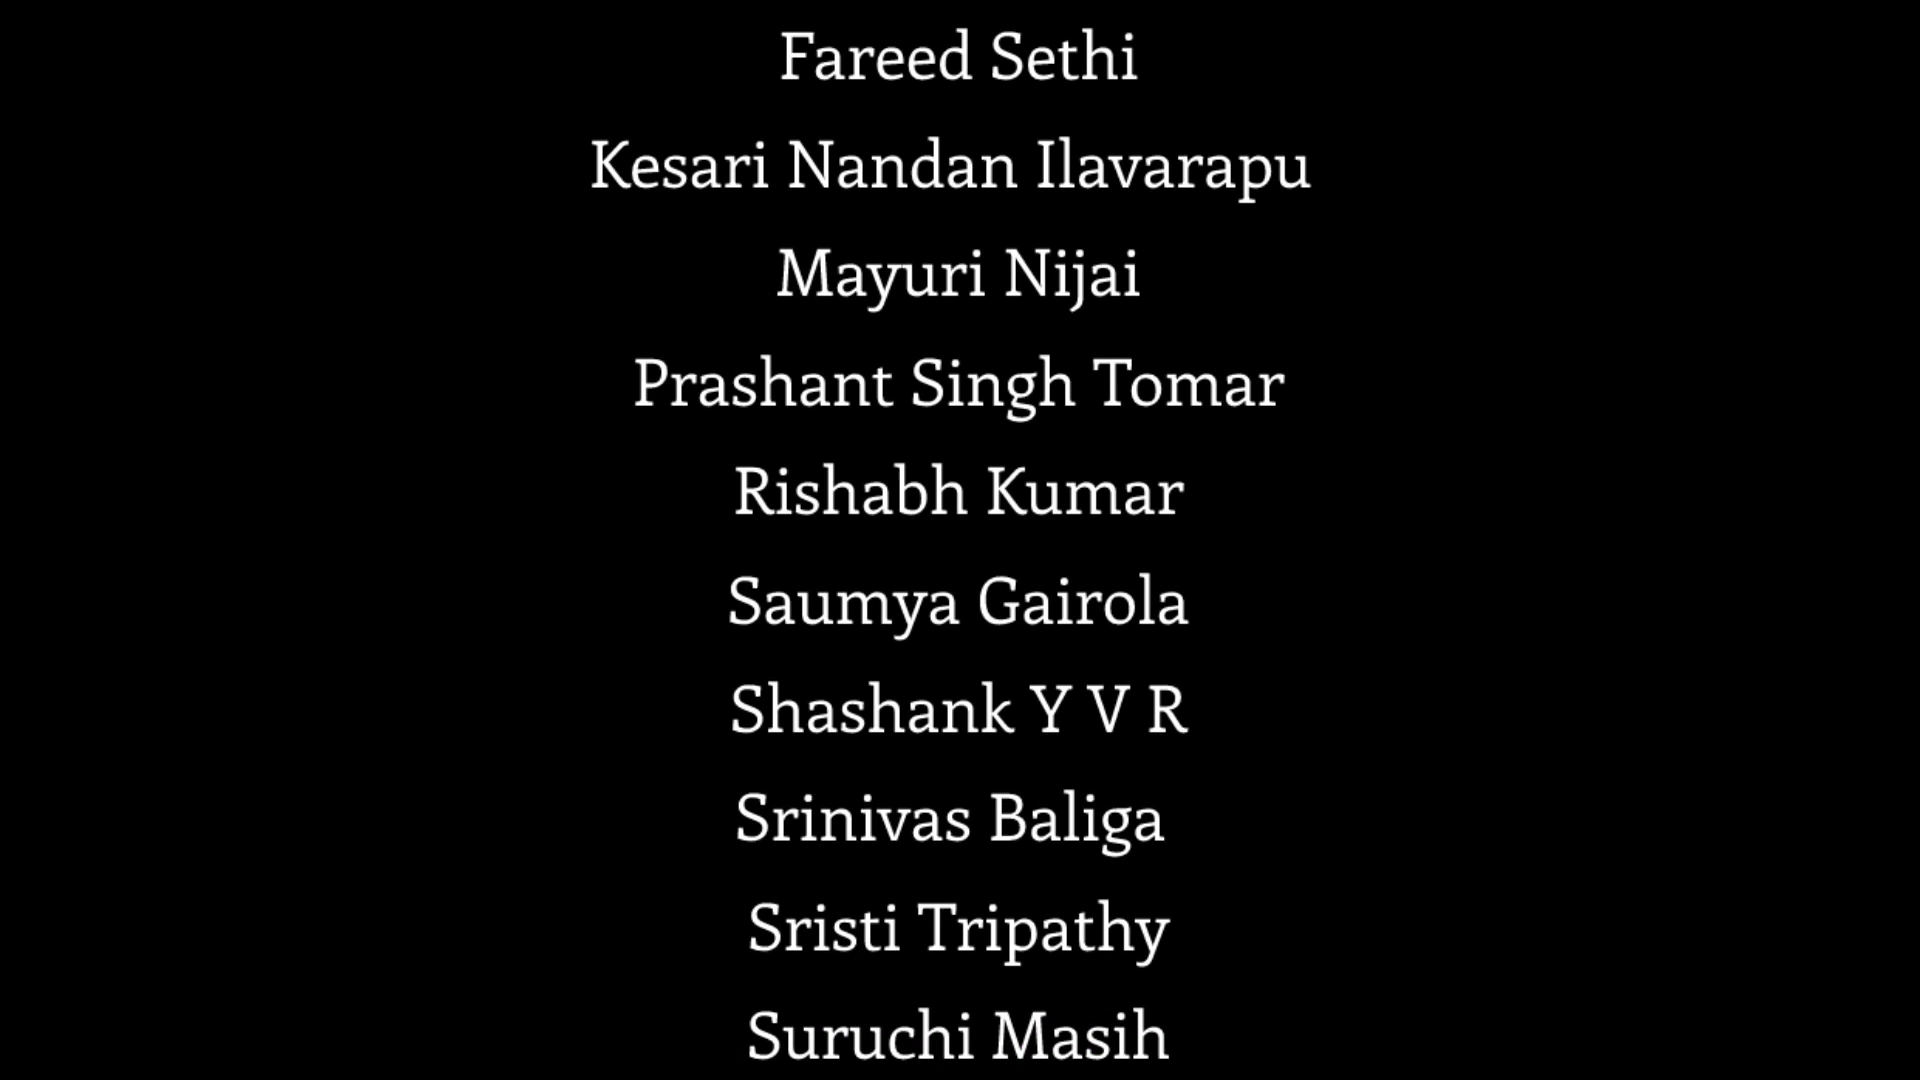 Fareed Sethi
Kesari Nandan Ilavarapu
Mayuri Nijai
Prashant Singh Tomar
Rishabh Kumar
Saumya Gairola
Shashank Y V R
Srinivas Baliga
Sristi Tripathy
Suruchi Masih